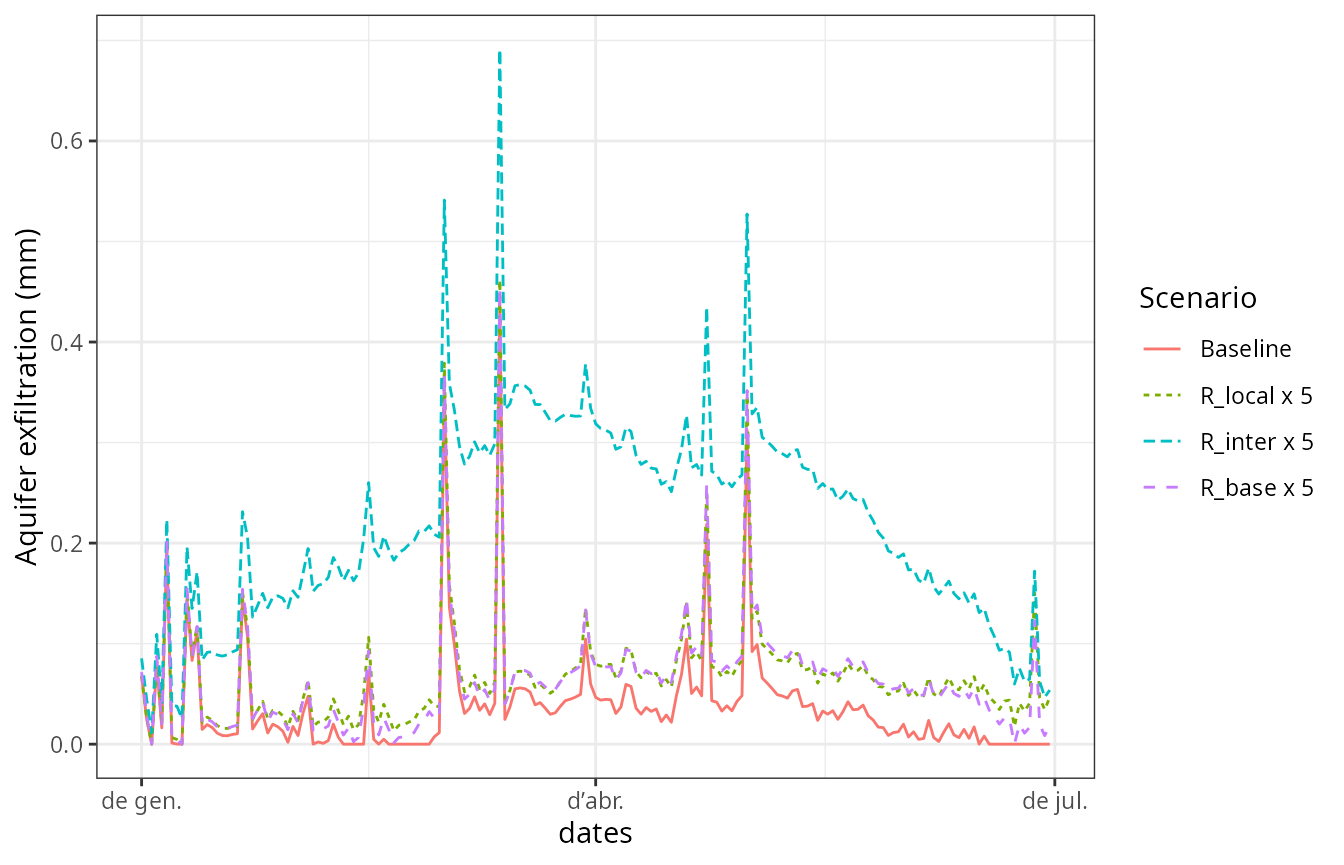 Aquifer exfiltration (mm)
0.6
0.4
0.2
0.0
de gen.
d’abr.
de jul.
dates
Scenario
Baseline
R_local x 5
R_inter x 5
R_base x 5